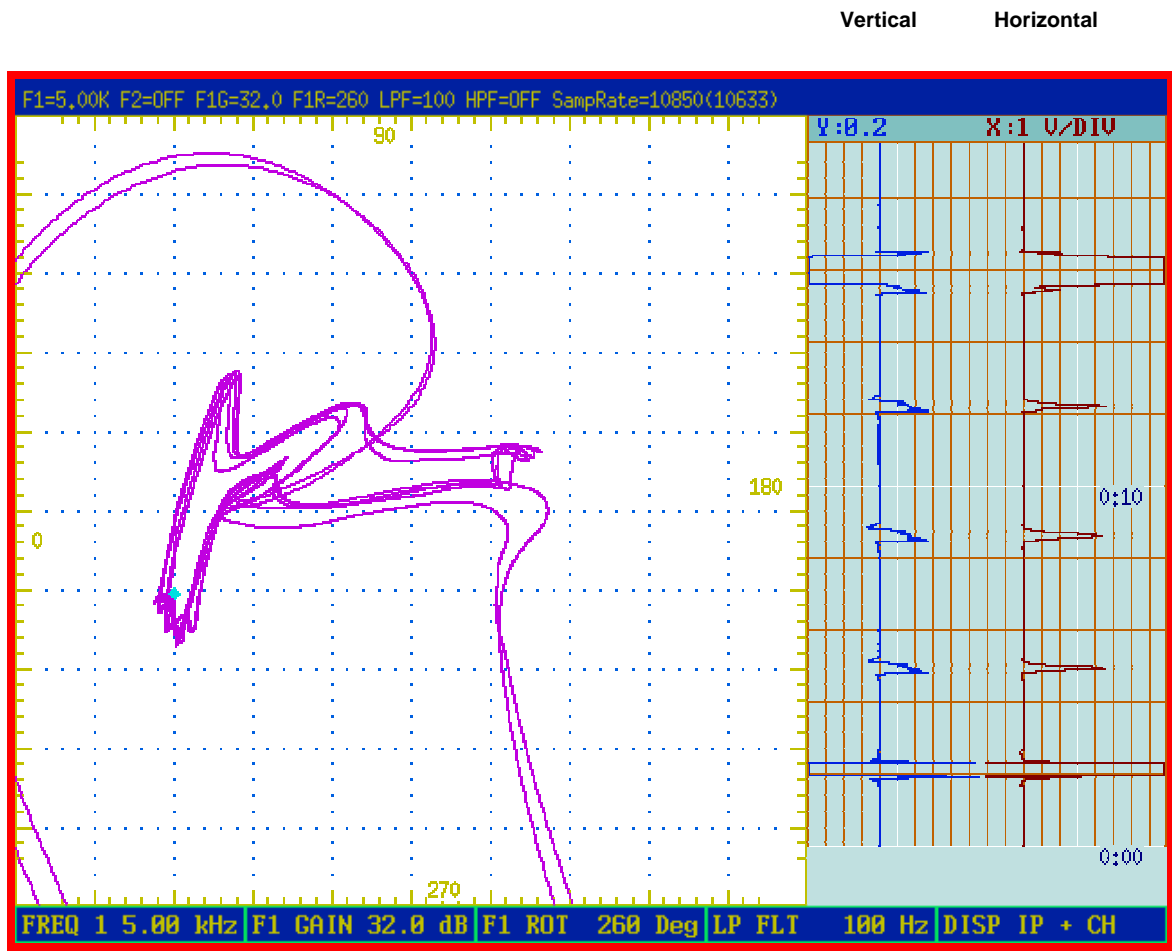 Vertical Horizontal
F1=5.00K F2=OFF F1G=32.0 F1R=260 LPF=100 HPF=OFF SampRate=10850(10633)
90
Y:0.2 X:1 V/DIV
180
0:10
0
0:00
270
FREQ 1 5.00 kHz F1 GAIN 32.0 dB F1 ROT 260 Deg LP FLT 100 Hz DISP IP + CH